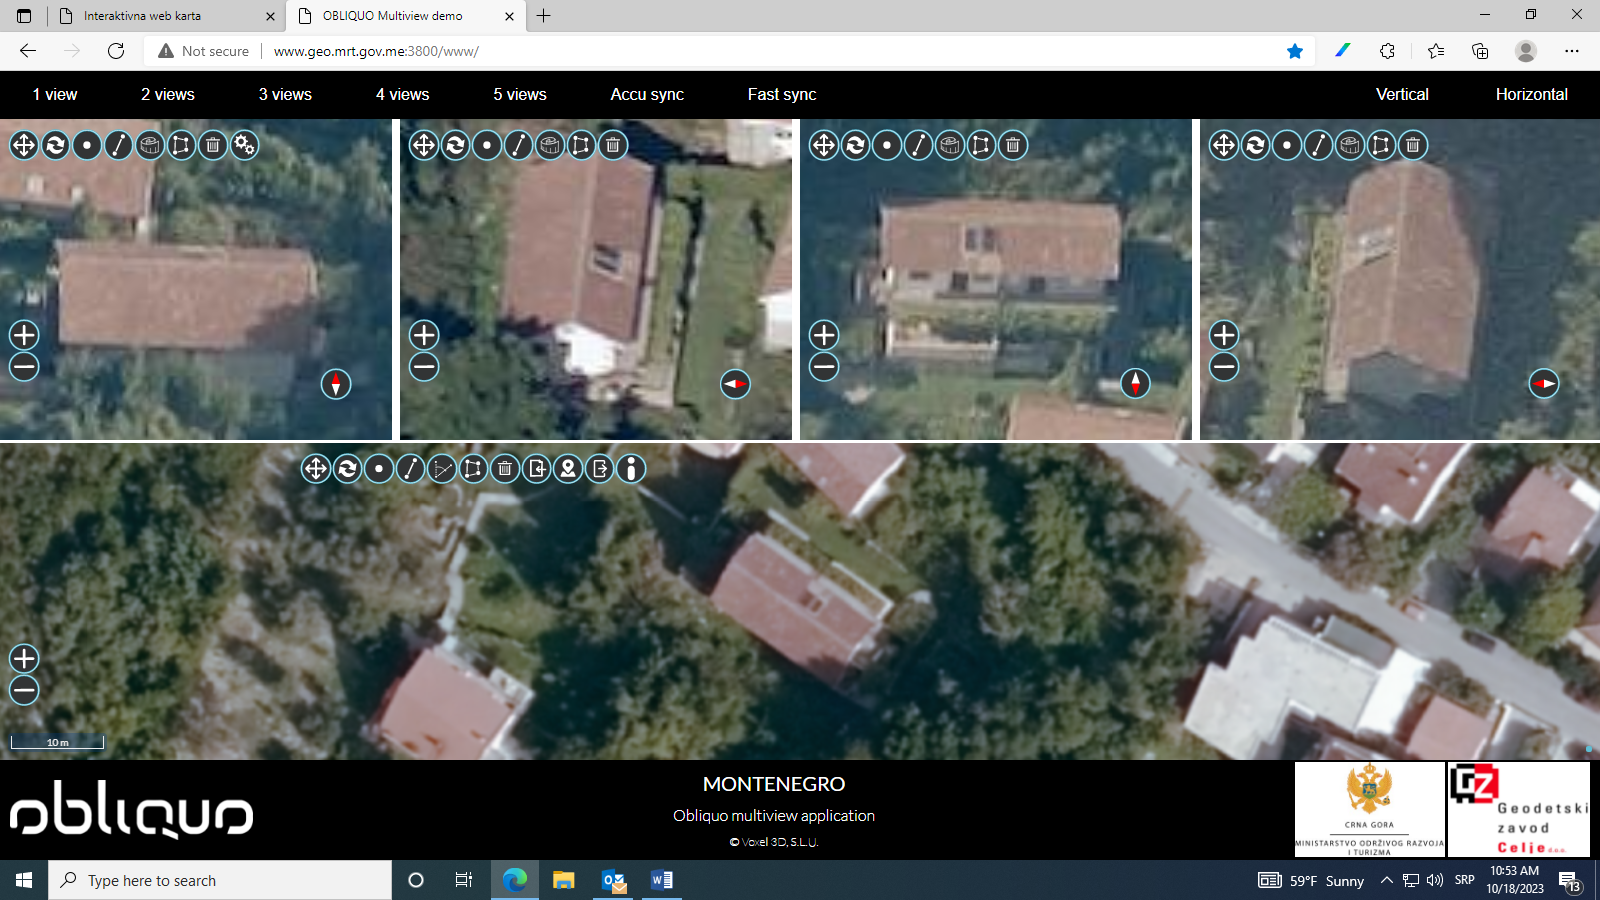 Interaktivna web karta
OBLIQUO Multiview demo
Not secure
www.geo.mrt.gov.me:3800/www/
1 view
2 views
3 views
4 views
5 views
Accu sync
Fast sync
Vertical
Horizontal
10 m
obliquo
MONTENEGRO
Obliquo multiview application
© Voxel 3D, S.L.U.
CRNA GORA
MINISTARSTVO ODRŽIVOG RAZVOJA
I TURIZMA
GZ
Geodetski
zavod
Celje d.o.o.
Type here to search
59°F Sunny
SRP
10:53 AM
10/18/2023
13